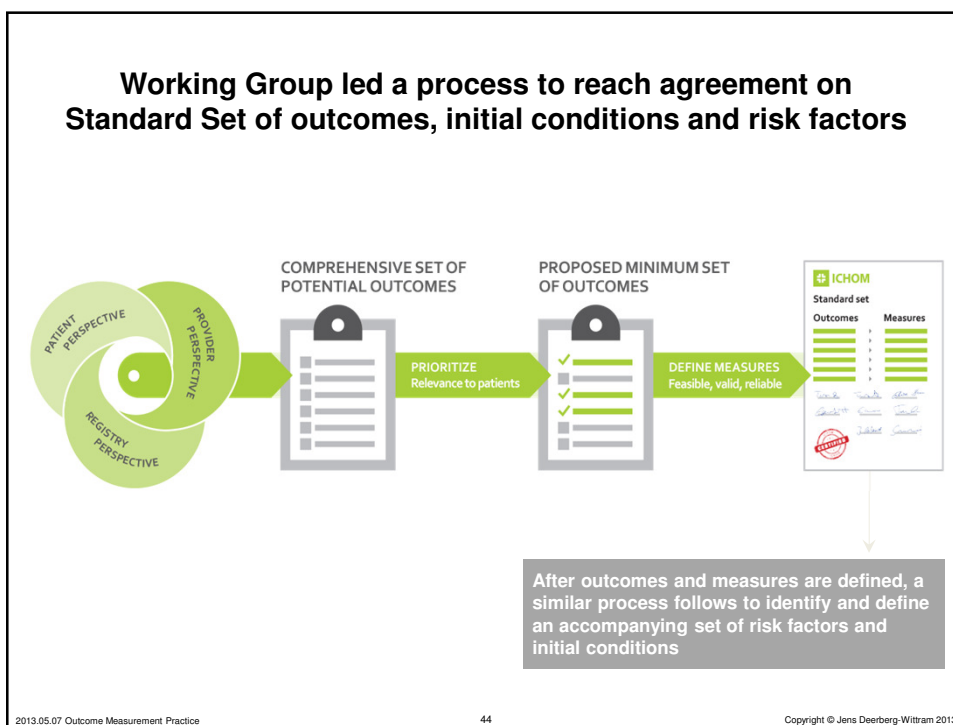 Working Group led a process to reach agreement on
Standard Set of outcomes, initial conditions and risk factors
PATIENT PERSPECTIVE
PROVIDER PERSPECTIVE
REGISTRY PERSPECTIVE
COMPREHENSIVE SET OF
POTENTIAL OUTCOMES
PRIORITIZE
Relevance to patients
PROPOSED MINIMUM SET
OF OUTCOMES
DEFINE MEASURES
Feasible, valid, reliable
ICHOM
Standard set
Outcomes Measures
CERTIFIED
After outcomes and measures are defined, a
similar process follows to identify and define
an accompanying set of risk factors and
initial conditions
2013.05.07 Outcome Measurement Practice
44
Copyright © Jens Deerberg-Wittram 2013